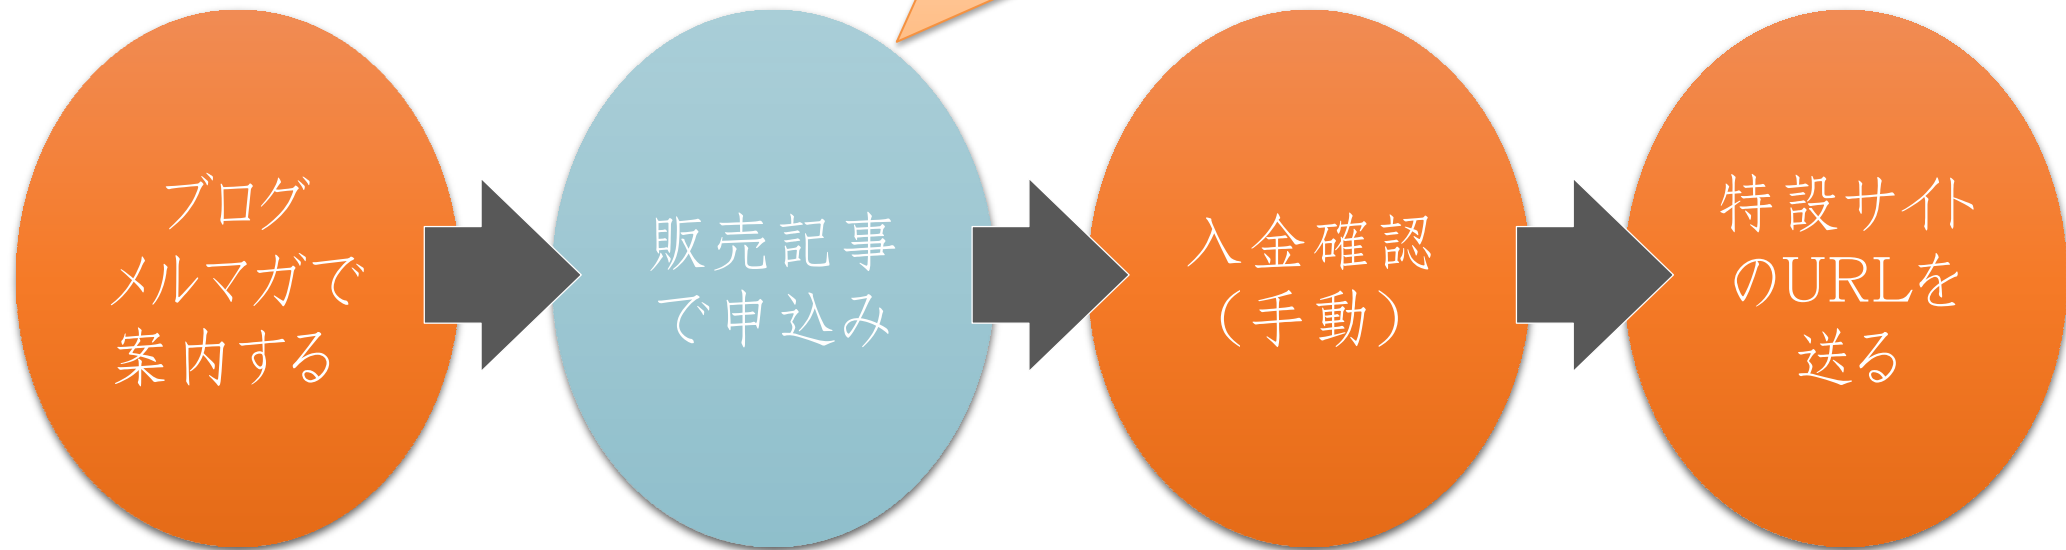 ブログ
メルマガで
案内する
販売記事
で申込み
入金確認
(手動)
特設サイト
のURLを
送る